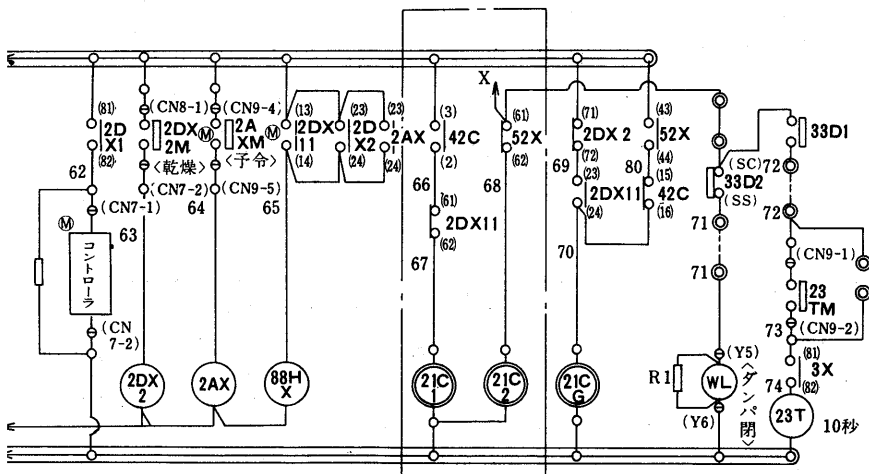 (81)
2D
X1
(82)
62
(CN7-1)
63
M
コントローラ
(CN
7-2)
(CN8-1)
2DX
2M
〈乾燥〉
(CN7-2)
2DX
2
(CN9-4)
M
2A
XM
〈予令〉
(CN9-5)
64
2AX
M
(13)
2DX
11
(14)
65
88H
X
(23)
2D
X2
(24)
(23)
2AX
(24)
(3)
42C
(2)
66
(61)
2DX11
(62)
67
21C
1
X
(61)
52X
(62)
68
21C
2
(71)
2DX2
(72)
69
(23)
2DX11
(24)
70
21C
G
(43)
52X
(44)
80
(15)
42C
(16)
(SC)
33D2
(SS)
71
71
(Y5)
R1
WL
(Y6)
〈ダンパ閉〉
33D1
72
72
(CN9-1)
23
TM
73
(CN9-2)
(81)
3X
(82)
74
23T
10秒